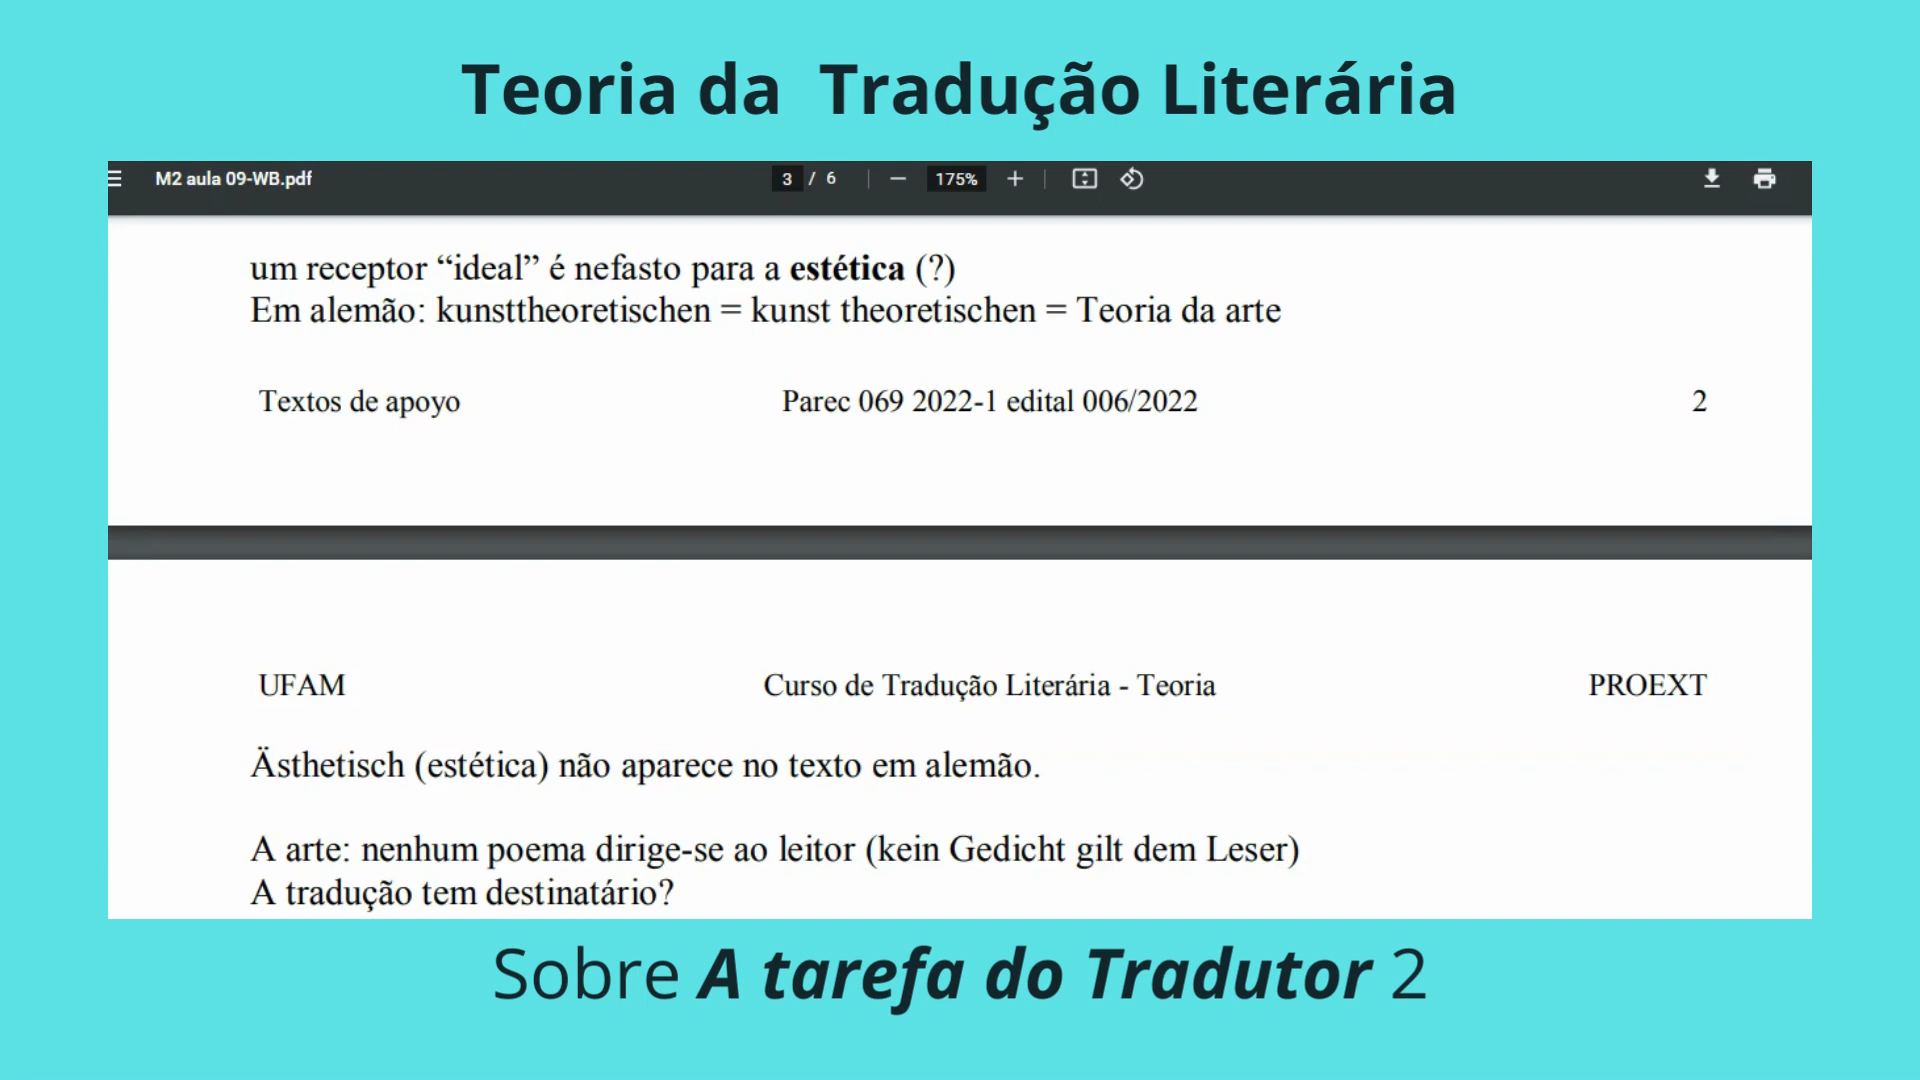 Teoria da Tradução Literária
M2 aula 09-WB.pdf 3 / 6 175%
um receptor “ideal” é nefasto para a estética (?)
Em alemão: kunsttheoretischen = kunst theoretischen = Teoria da arte
Textos de apoyo Parec 069 2022-1 edital 006/2022 2
UFAM Curso de Tradução Literária - Teoria PROEXT
Ästhetisch (estética) não aparece no texto em alemão.
A arte: nenhum poema dirige-se ao leitor (kein Gedicht gilt dem Leser)
A tradução tem destinatário?
Sobre A tarefa do Tradutor 2